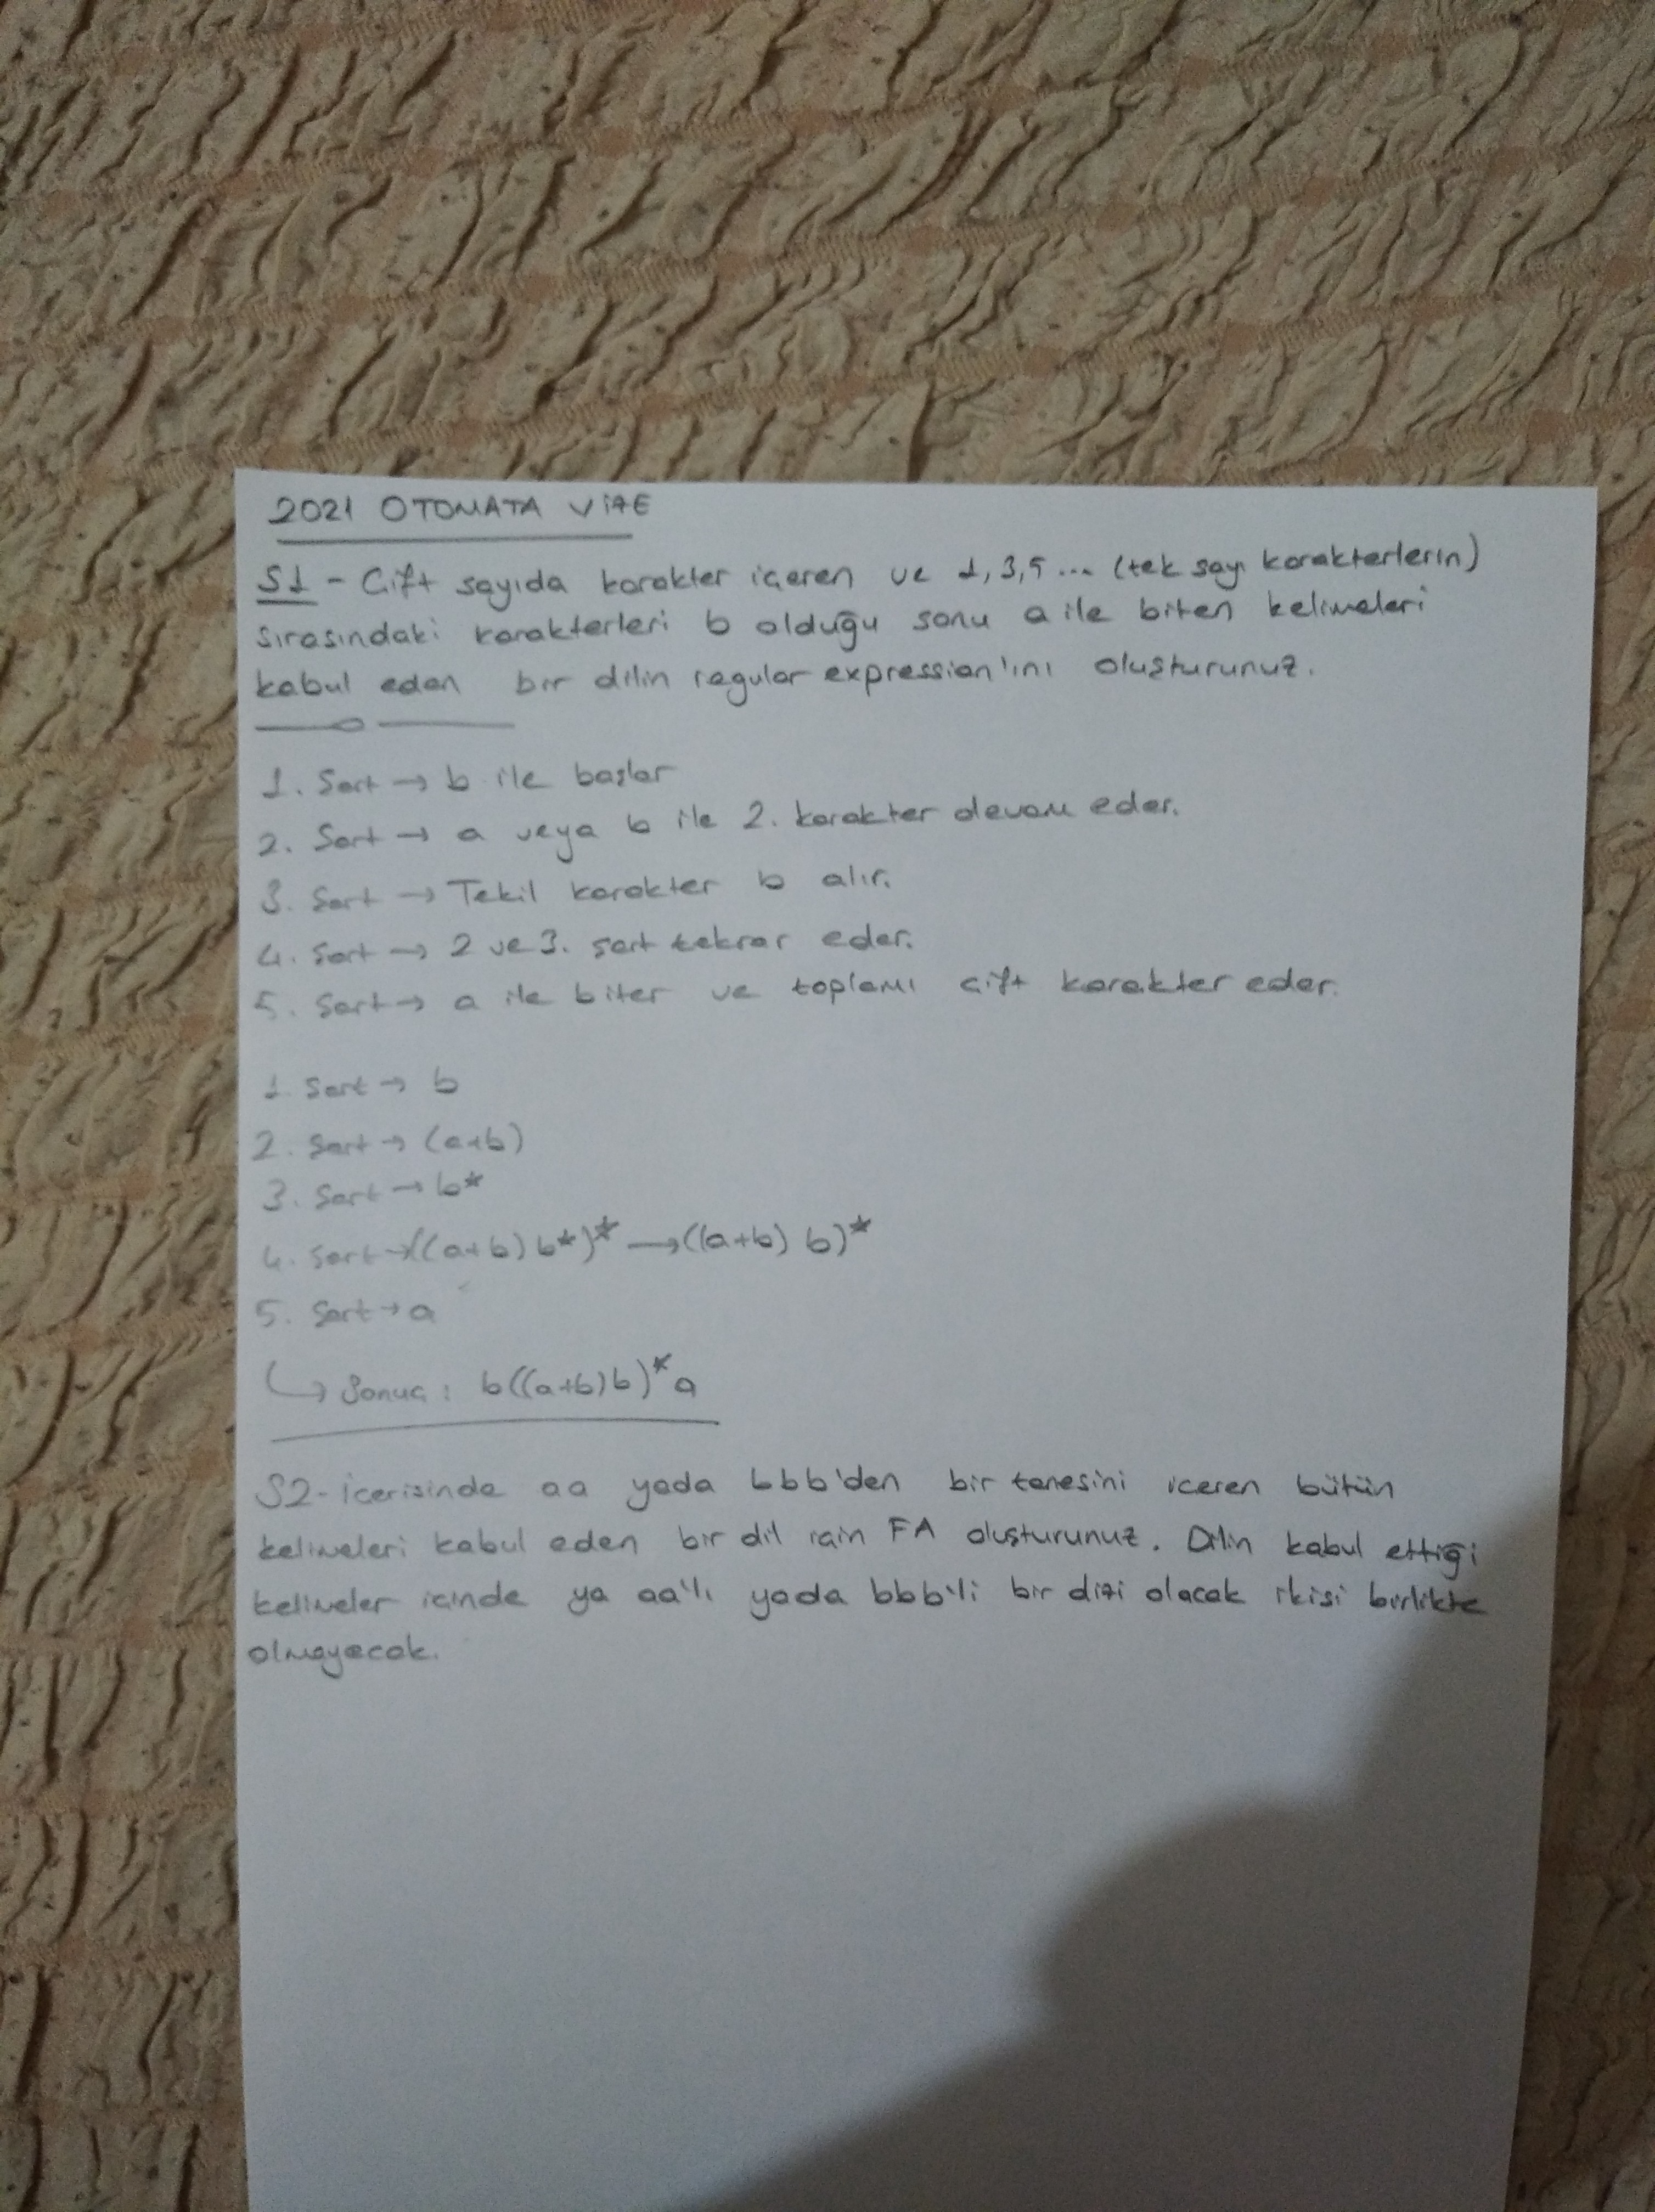 2021 OTOMATA VİZE
S1 - Çift sayıda karakter içeren ve 1, 3, 5 ... (tek sayı karakterlerin)
sırasındaki karakterleri b olduğu sonu a ile biten kelimeleri
kabul eden bir dilin regular expression'ını oluşturunuz.
1. Şart → b ile başlar
2. Şart → a veya b ile 2. karakter devam eder.
3. Şart → Tekil karakter b alır.
4. Şart → 2 ve 3. şart tekrar eder.
5. Şart → a ile biter ve toplamı çift karakter eder.
1. Şart → b
2. Şart → (a+b)
3. Şart → b*
4. Şart → ((a+b) b*)* → ((a+b) b)*
5. Şart → a
↳ Sonuç : b((a+b)b)* a
S2- İçerisinde aa yada bbb'den bir tanesini içeren bütün
kelimeleri kabul eden bir dil için FA oluşturunuz. Dilin kabul ettiği
kelimeler içinde ya aa'lı yada bbb'li bir dizi olacak ikisi birlikte
olmayacak.